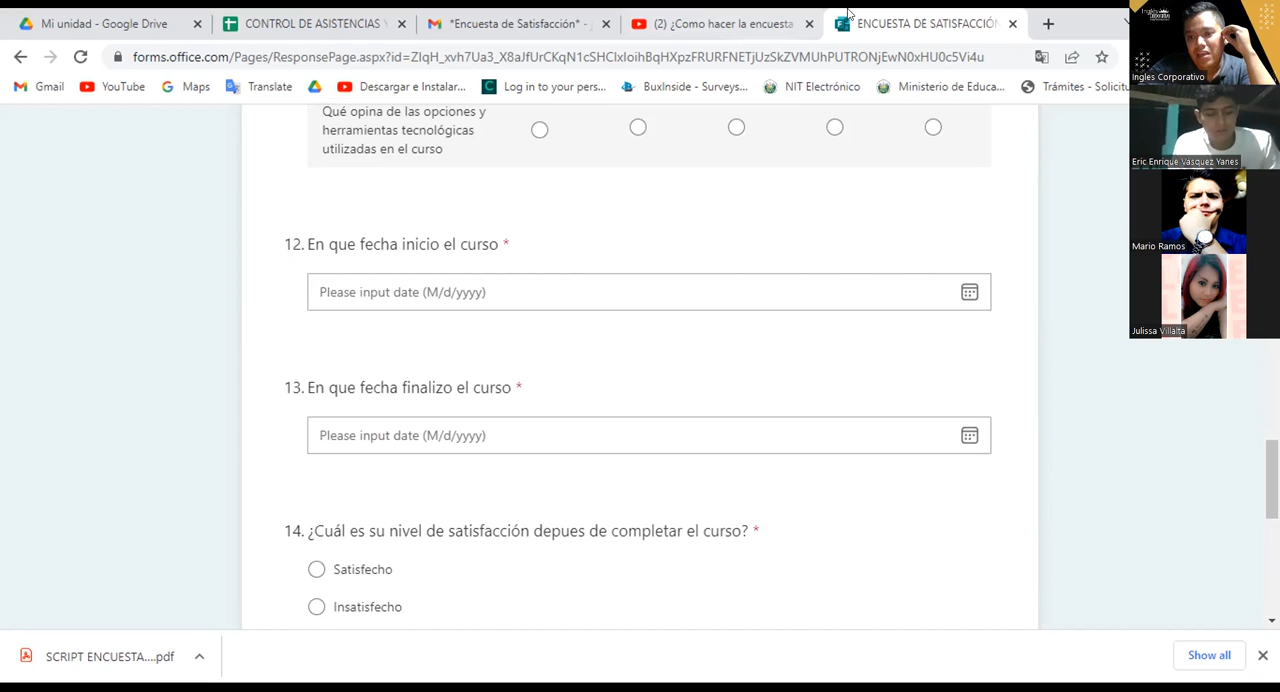 Mi unidad - Google Drive
CONTROL DE ASISTENCIAS
*Encuesta de Satisfacción* -
(2) ¿Como hacer la encuesta
ENCUESTA DE SATISFACCIÓN
forms.office.com/Pages/ResponsePage.aspx?id=ZIqH_xvh7Ua3_X8aJfUrCKqN1cSHClxIoihBqHXpzFRURFNETjUzSkZVMUhPUTRONjEwN0xHU0c5Vi4u
Gmail
YouTube
Maps
Translate
Descargar e Instalar...
Log in to your pers...
BuxInside - Surveys...
NIT Electrónico
Ministerio de Educa...
Trámites - Solicitu
Qué opina de las opciones y
herramientas tecnológicas
utilizadas en el curso
12. En que fecha inicio el curso *
Please input date (M/d/yyyy)
13. En que fecha finalizo el curso *
Please input date (M/d/yyyy)
14. ¿Cuál es su nivel de satisfacción depues de completar el curso? *
Satisfecho
Insatisfecho
SCRIPT ENCUESTA....pdf
Show all
Ingles Corporativo
Eric Enrique Vásquez Yanes
Mario Ramos
Julissa Villalta